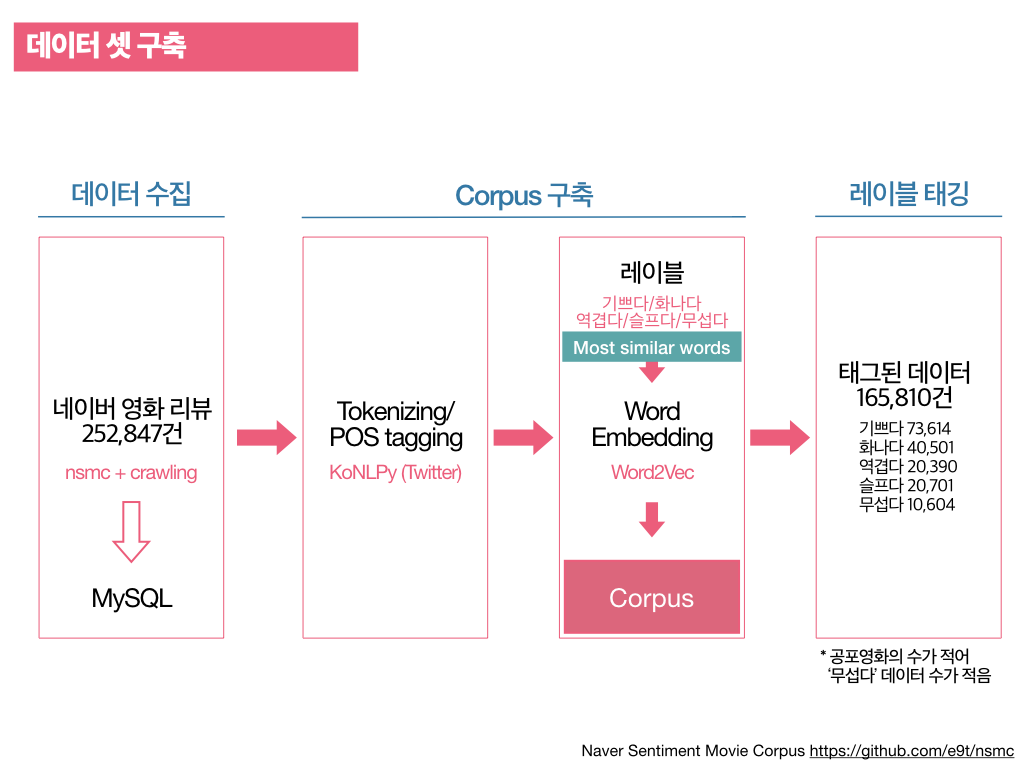 데이터 셋 구축
데이터 수집
네이버 영화 리뷰
252,847건
nsmc + crawling
MySQL
Corpus 구축
Tokenizing/
POS tagging
KoNLPy (Twitter)
레이블
기쁘다/화나다
역겹다/슬프다/무섭다
Most similar words
Word
Embedding
Word2Vec
Corpus
레이블 태깅
태그된 데이터
165,810건
기쁘다 73,614
화나다 40,501
역겹다 20,390
슬프다 20,701
무섭다 10,604
* 공포영화의 수가 적어
‘무섭다’ 데이터 수가 적음
Naver Sentiment Movie Corpus https://github.com/e9t/nsmc